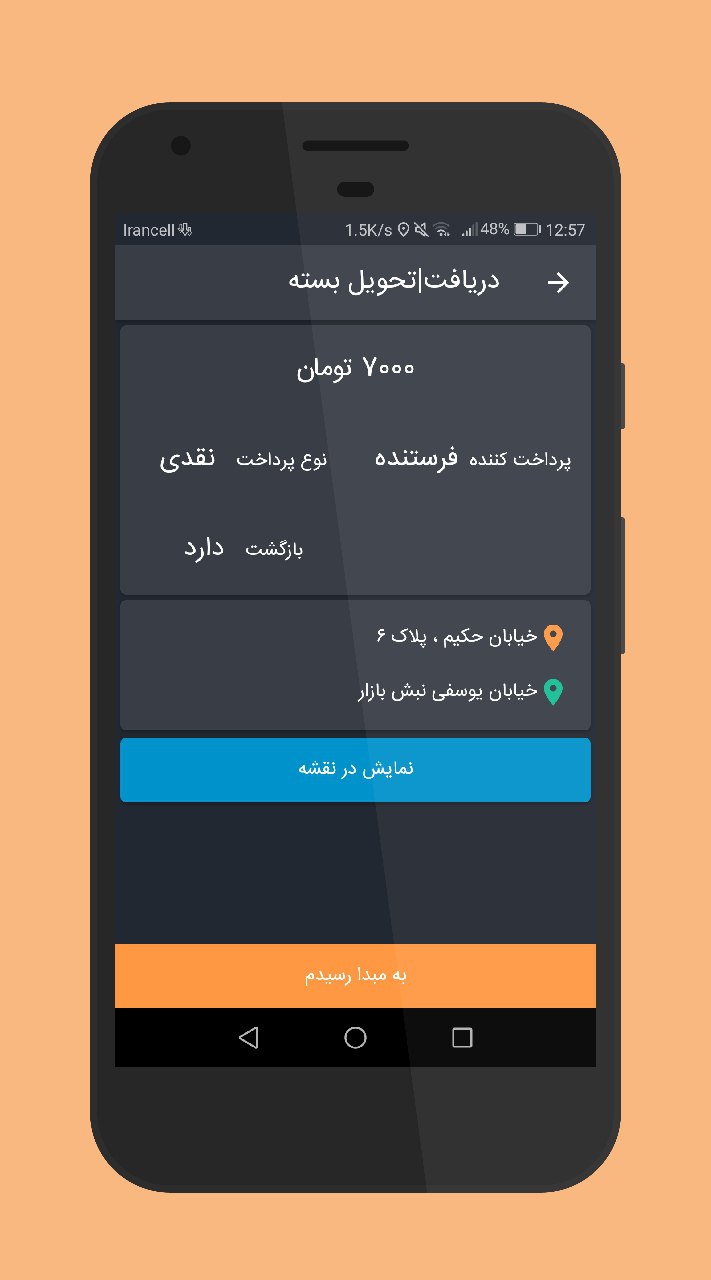 Irancell 1.5K/s 48% 12:57
دریافت|تحویل بسته
۷۰۰۰ تومان
پرداخت کننده فرستنده نوع پرداخت نقدی
بازگشت دارد
خیابان حکیم ، پلاک ۶
خیابان یوسفی نبش بازار
نمایش در نقشه
به مبدا رسیدم